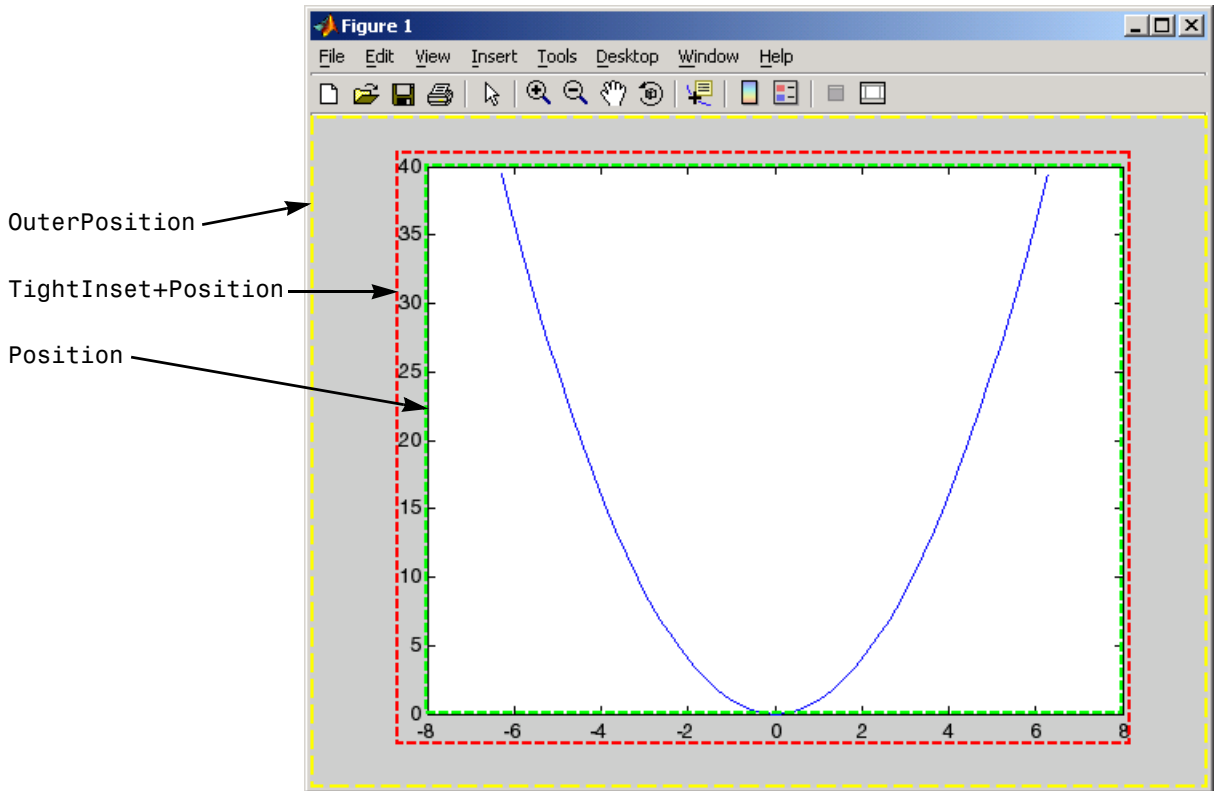 Figure 1
File Edit View Insert Tools Desktop Window Help
OuterPosition
TightInset+Position
Position
40
35
30
25
20
15
10
5
0
-8 -6 -4 -2 0 2 4 6 8